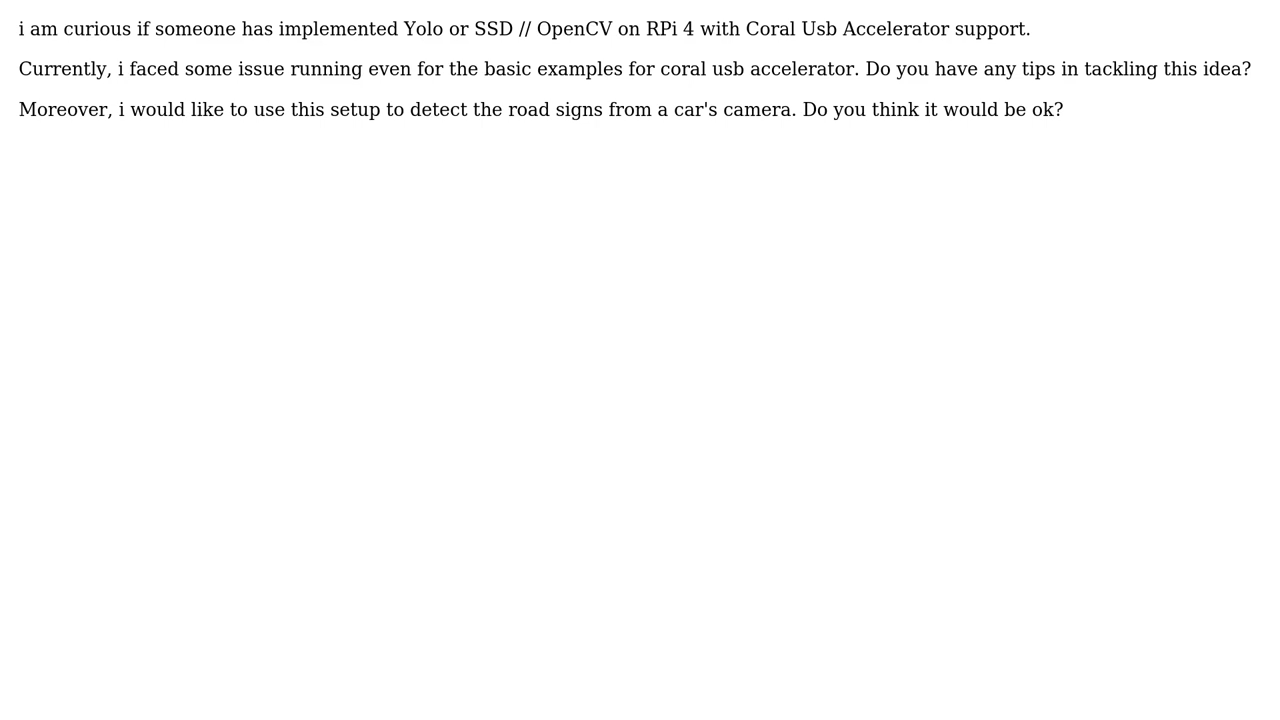 i am curious if someone has implemented Yolo or SSD // OpenCV on RPi 4 with Coral Usb Accelerator support.
Currently, i faced some issue running even for the basic examples for coral usb accelerator. Do you have any tips in tackling this idea?
Moreover, i would like to use this setup to detect the road signs from a car's camera. Do you think it would be ok?